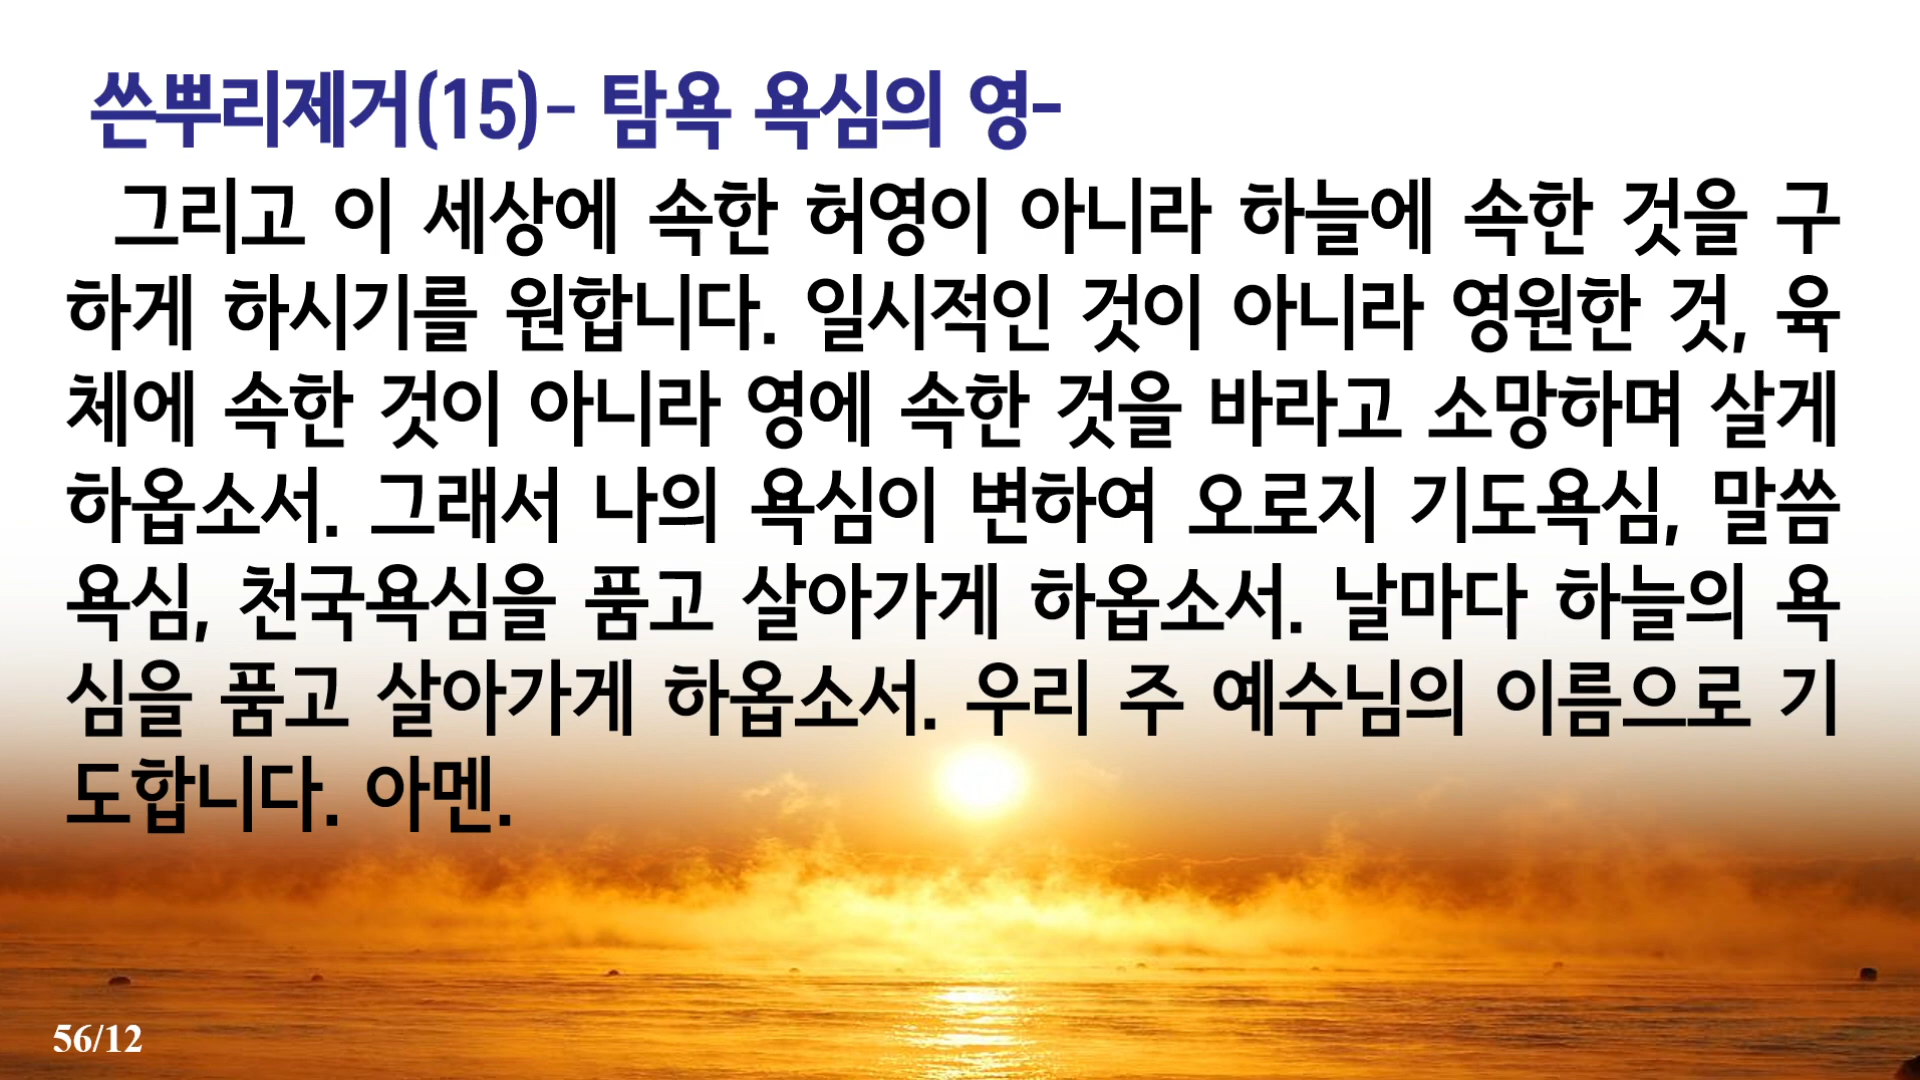 쓴뿌리제거(15)- 탐욕 욕심의 영-
그리고 이 세상에 속한 허영이 아니라 하늘에 속한 것을 구
하게 하시기를 원합니다. 일시적인 것이 아니라 영원한 것, 육
체에 속한 것이 아니라 영에 속한 것을 바라고 소망하며 살게
하옵소서. 그래서 나의 욕심이 변하여 오로지 기도욕심, 말씀
욕심, 천국욕심을 품고 살아가게 하옵소서. 날마다 하늘의 욕
심을 품고 살아가게 하옵소서. 우리 주 예수님의 이름으로 기
도합니다. 아멘.
56/12